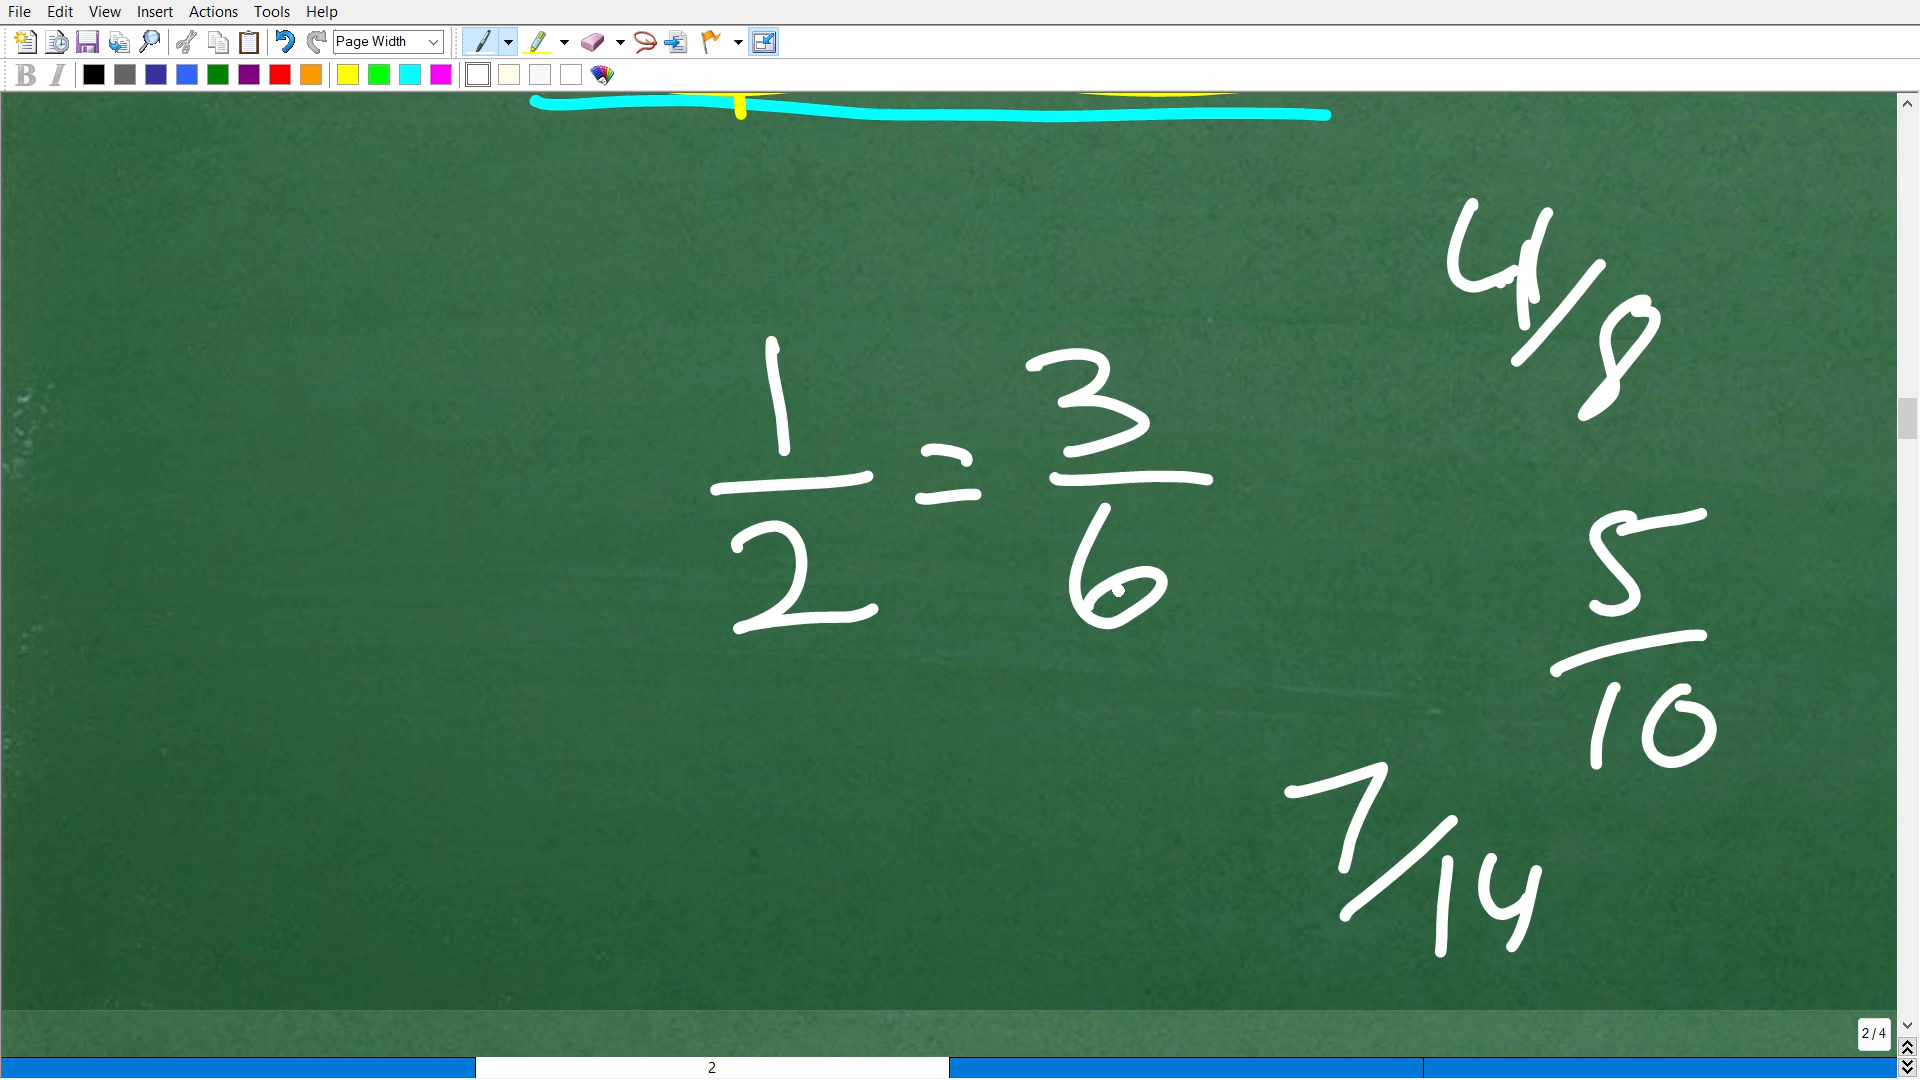 File Edit View Insert Actions Tools Help
Page Width
B I
4/8
1/2 = 3/6
5/10
7/14
2 / 4
2